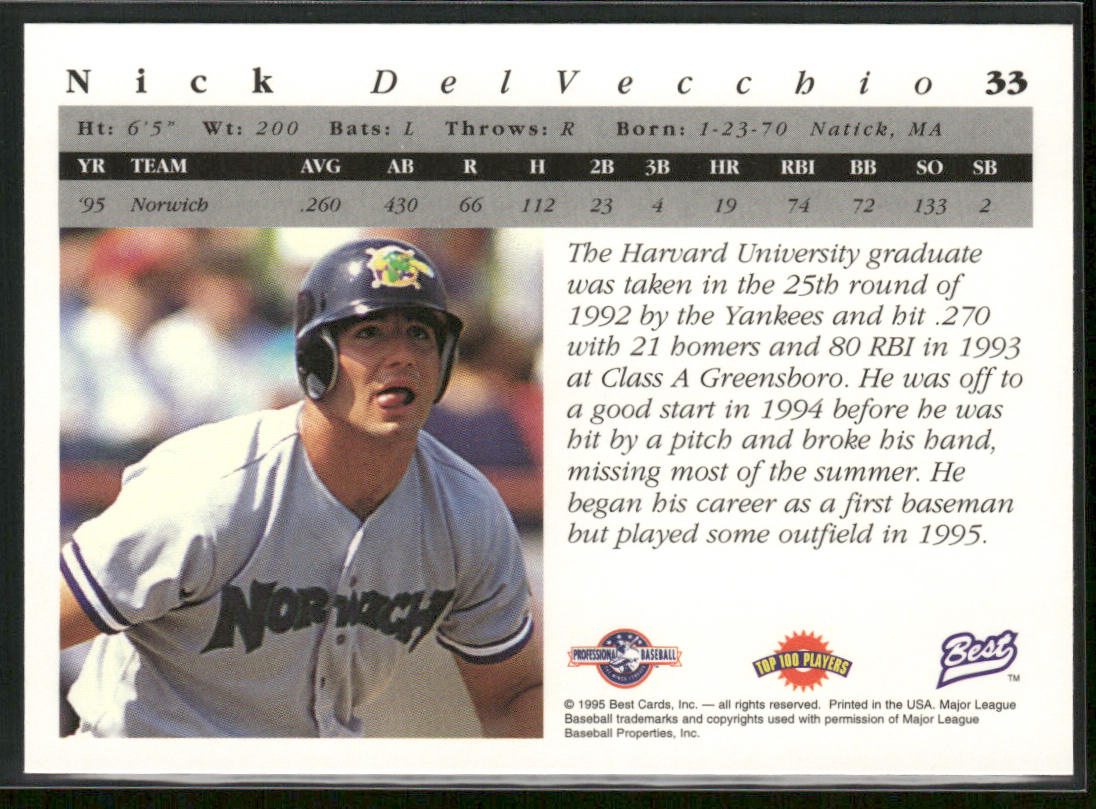 Nick DelVecchio 33
Ht: 6'5" Wt: 200 Bats: L Throws: R Born: 1-23-70 Natick, MA
YR TEAM AVG AB R H 2B 3B HR RBI BB SO SB
'95 Norwich .260 430 66 112 23 4 19 74 72 133 2
The Harvard University graduate
was taken in the 25th round of
1992 by the Yankees and hit .270
with 21 homers and 80 RBI in 1993
at Class A Greensboro. He was off to
a good start in 1994 before he was
hit by a pitch and broke his hand,
missing most of the summer. He
began his career as a first baseman
but played some outfield in 1995.
NORWICH
PROFESSIONAL BASEBALL
TOP 100 PLAYERS
Best TM
© 1995 Best Cards, Inc. — all rights reserved. Printed in the USA. Major League
Baseball trademarks and copyrights used with permission of Major League
Baseball Properties, Inc.